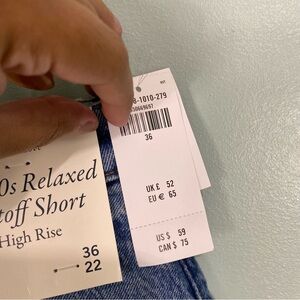 0s Relaxed
toff Short
High Rise
36
22
8-1010-279
36
UK £ 52
EU € 65
US $ 59
CAN $ 75